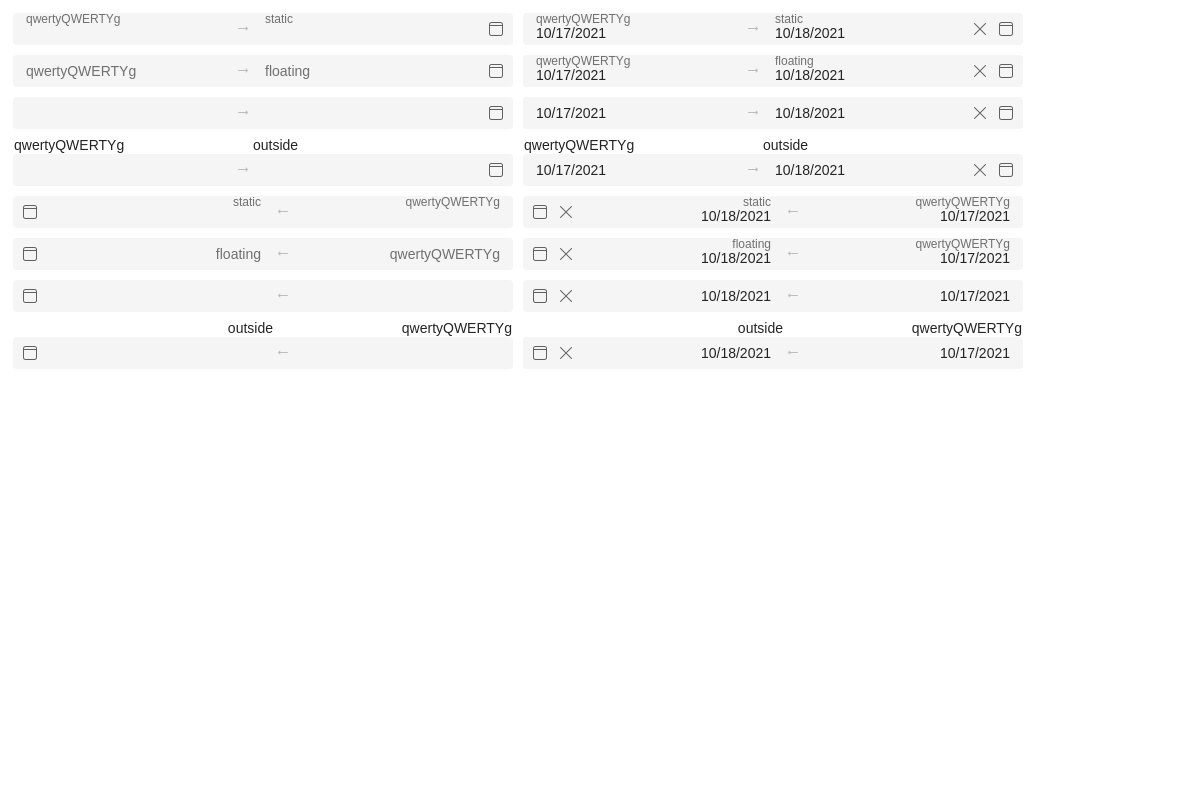 qwertyQWERTYg → static
qwertyQWERTYg → static
10/17/2021 10/18/2021
qwertyQWERTYg → floating
qwertyQWERTYg → floating
10/17/2021 10/18/2021
→
10/17/2021 → 10/18/2021
qwertyQWERTYg outside
→
qwertyQWERTYg outside
10/17/2021 → 10/18/2021
static ← qwertyQWERTYg
static ← qwertyQWERTYg
10/18/2021 10/17/2021
floating ← qwertyQWERTYg
floating ← qwertyQWERTYg
10/18/2021 10/17/2021
←
10/18/2021 ← 10/17/2021
outside qwertyQWERTYg
←
outside qwertyQWERTYg
10/18/2021 ← 10/17/2021